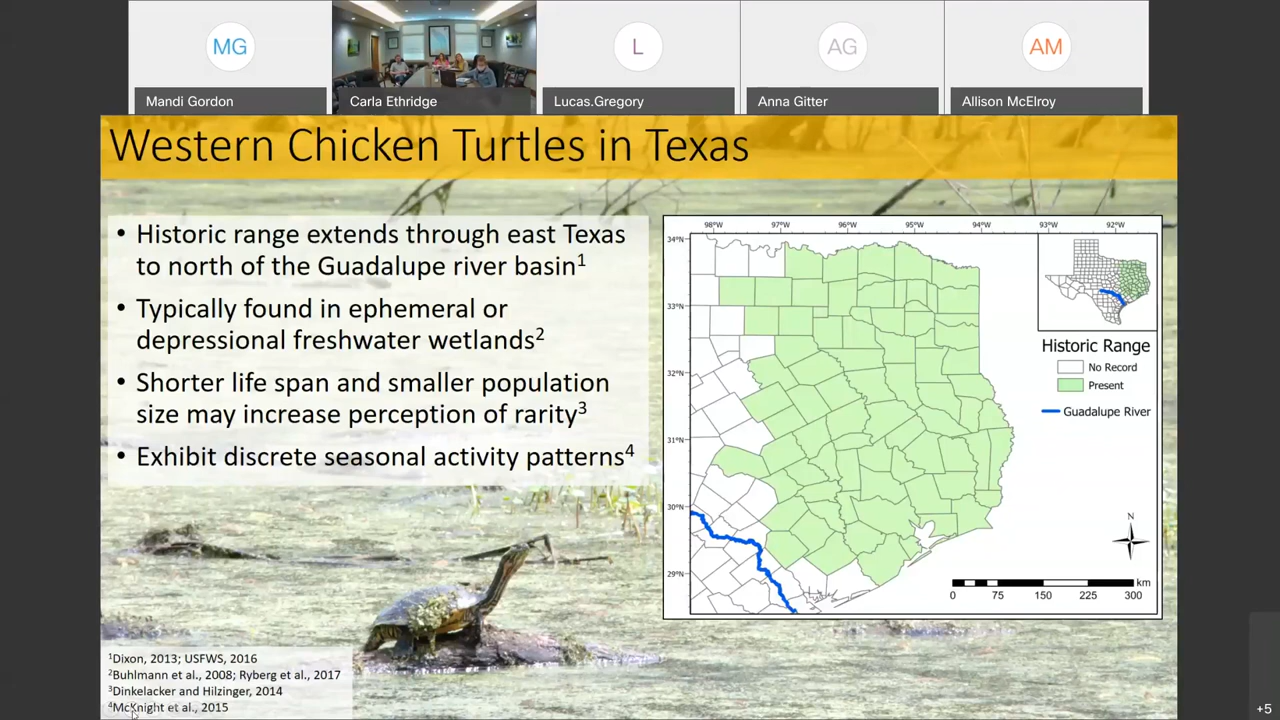 MG
L
AG
AM
Mandi Gordon
Carla Ethridge
Lucas.Gregory
Anna Gitter
Allison McElroy
Western Chicken Turtles in Texas
• Historic range extends through east Texas
to north of the Guadalupe river basin¹
• Typically found in ephemeral or
depressional freshwater wetlands²
• Shorter life span and smaller population
size may increase perception of rarity³
• Exhibit discrete seasonal activity patterns⁴
98°W 97°W 96°W 95°W 94°W 93°W 92°W
34°N
33°N
32°N
31°N
30°N
29°N
Historic Range
No Record
Present
Guadalupe River
N
km
0 75 150 225 300
¹Dixon, 2013; USFWS, 2016
²Buhlmann et al., 2008; Ryberg et al., 2017
³Dinkelacker and Hilzinger, 2014
⁴McKnight et al., 2015
+5